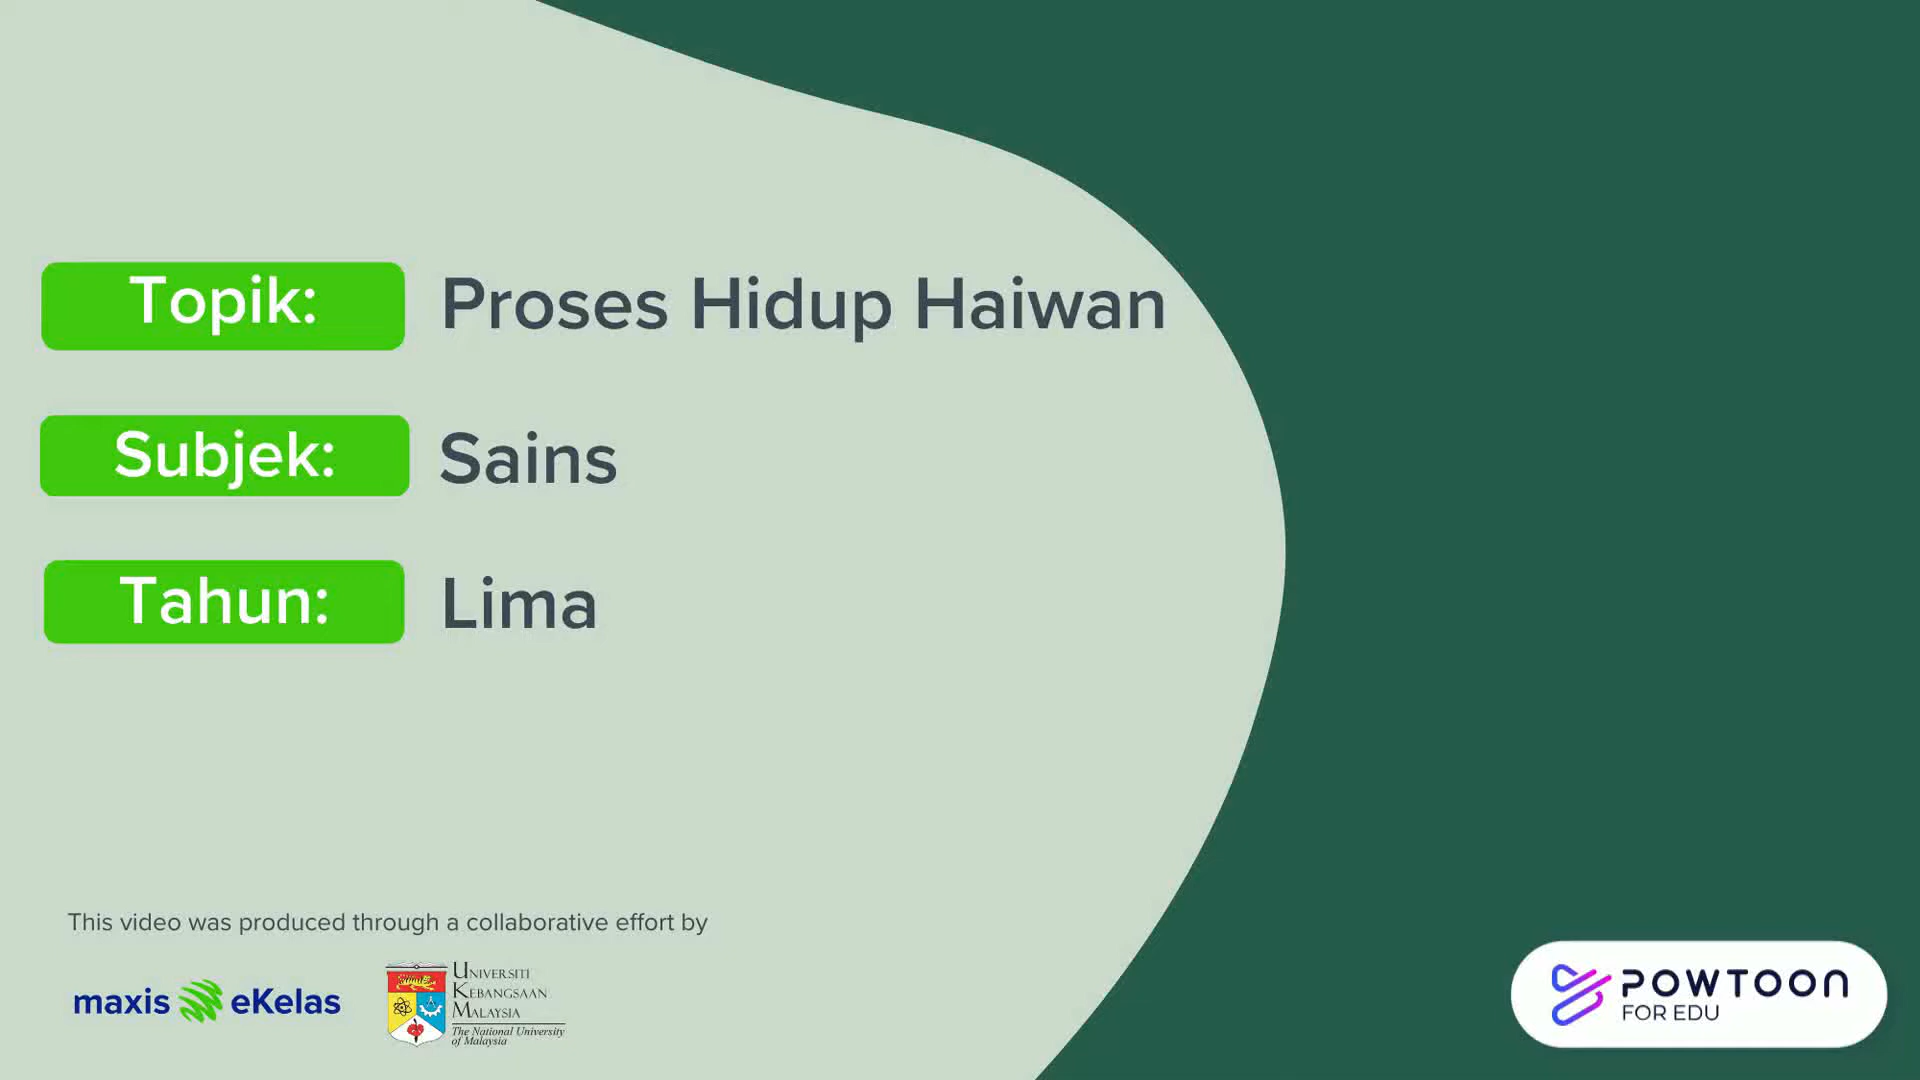 Topik: Proses Hidup Haiwan
Subjek: Sains
Tahun: Lima
This video was produced through a collaborative effort by
maxis eKelas
UNIVERSITI
KEBANGSAAN
MALAYSIA
The National University
of Malaysia
POWTOON
FOR EDU